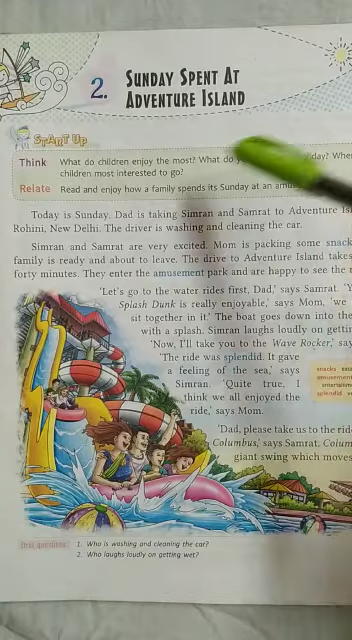 2. SUNDAY SPENT AT
ADVENTURE ISLAND
START UP
Think What do children enjoy the most? What do
children most interested to go?
Relate Read and enjoy how a family spends its Sunday at an
Today is Sunday. Dad is taking Simran and Samrat to Adventure
Rohini, New Delhi. The driver is washing and cleaning the car.
Simran and Samrat are very excited. Mom is packing some
family is ready and about to leave. The drive to Adventure Island takes
forty minutes. They enter the amusement park and are happy to see the
'Let's go to the water rides first, Dad,' says Samrat.
Splash Dunk is really enjoyable,' says Mom, 'we
sit together in it.' The boat goes down into the
with a splash. Simran laughs loudly on
'Now, I'll take you to the Wave Rocker,'
'The ride was splendid. It gave
a feeling of the sea,' says
Simran. 'Quite true, I
think we all enjoyed the
ride,' says Mom.
snacks
splendid
'Dad, please take us to the
Columbus,' says Samrat.
giant swing which moves
Oral questions 1. Who is washing and cleaning the car?
2. Who laughs loudly on getting wet?